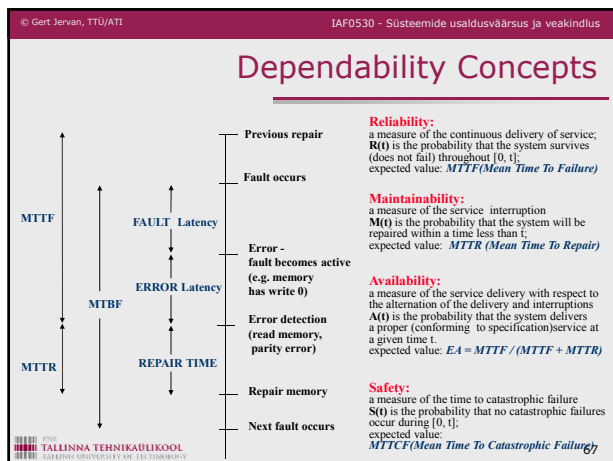 © Gert Jervan, TTÜ/ATI
IAF0530 - Süsteemide usaldusväärsus ja veakindlus
Dependability Concepts
MTTF
MTTR
MTBF
FAULT Latency
ERROR Latency
REPAIR TIME
Previous repair
Fault occurs
Error -
fault becomes active
(e.g. memory
has write 0)
Error detection
(read memory,
parity error)
Repair memory
Next fault occurs
Reliability:
a measure of the continuous delivery of service;
R(t) is the probability that the system survives
(does not fail) throughout [0, t];
expected value: MTTF(Mean Time To Failure)
Maintainability:
a measure of the service interruption
M(t) is the probability that the system will be
repaired within a time less than t;
expected value: MTTR (Mean Time To Repair)
Availability:
a measure of the service delivery with respect to
the alternation of the delivery and interruptions
A(t) is the probability that the system delivers
a proper (conforming to specification)service at
a given time t.
expected value: EA = MTTF / (MTTF + MTTR)
Safety:
a measure of the time to catastrophic failure
S(t) is the probability that no catastrophic failures
occur during [0, t];
expected value:
MTTCF(Mean Time To Catastrophic Failure)
67
1918
TALLINNA TEHNIKAÜLIKOOL
TALLINN UNIVERSITY OF TECHNOLOGY